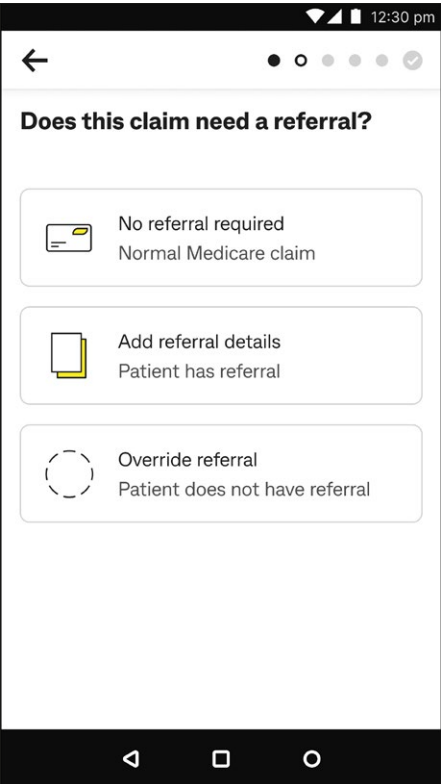 12:30 pm
Does this claim need a referral?
No referral required
Normal Medicare claim
Add referral details
Patient has referral
Override referral
Patient does not have referral